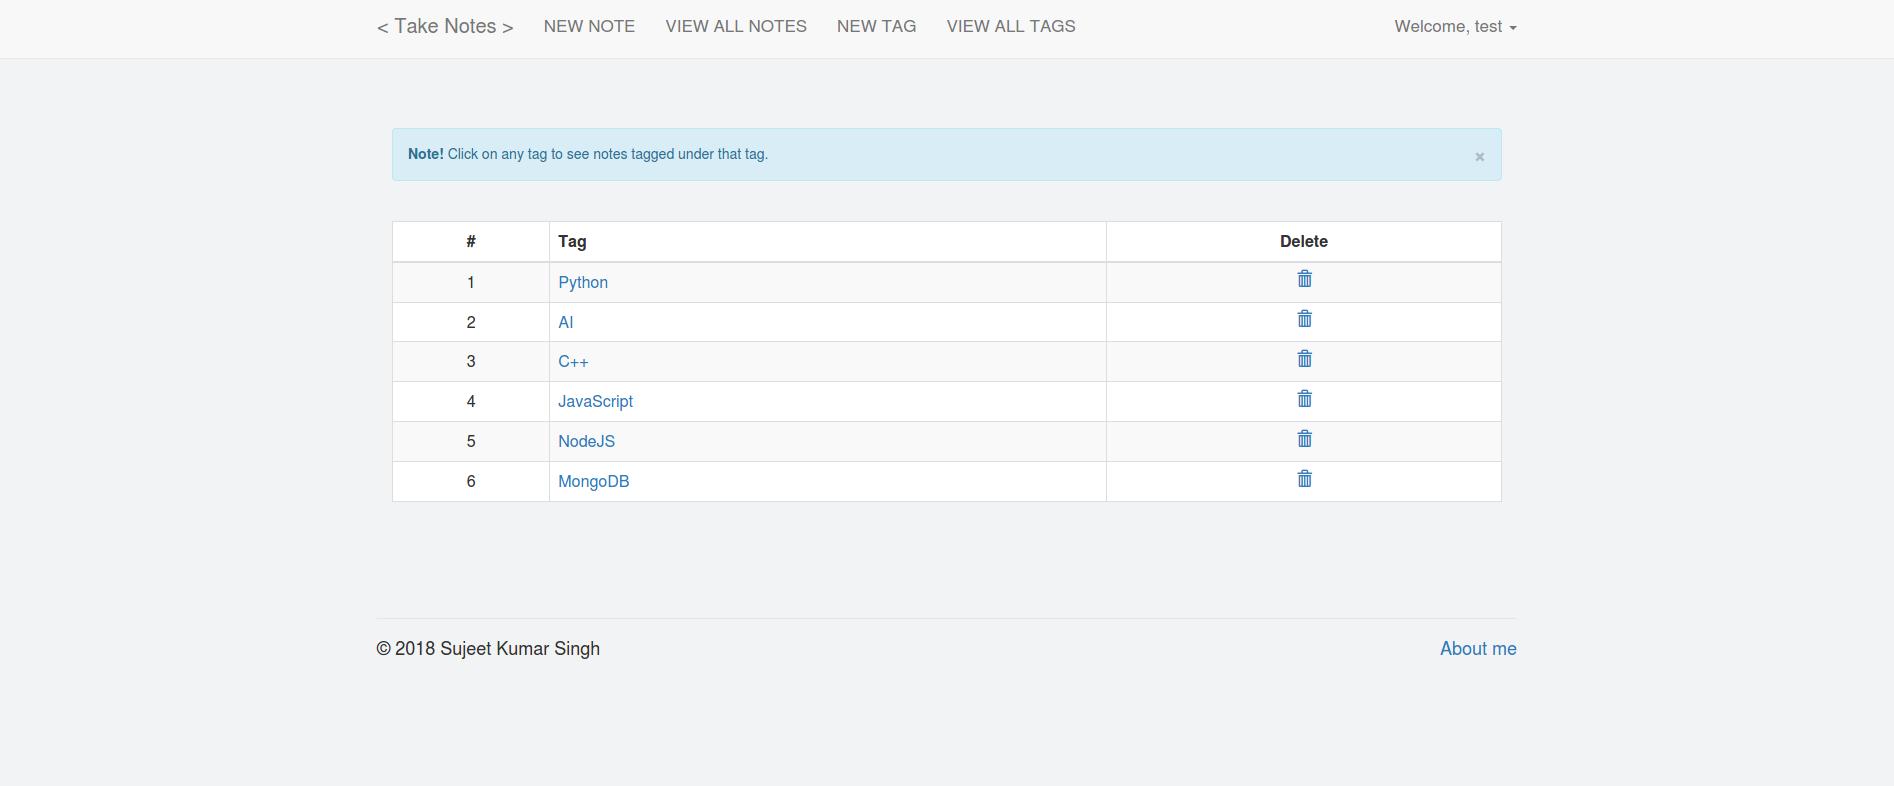 < Take Notes > NEW NOTE VIEW ALL NOTES NEW TAG VIEW ALL TAGS Welcome, test
Note! Click on any tag to see notes tagged under that tag. ×
# Tag Delete
1 Python
2 AI
3 C++
4 JavaScript
5 NodeJS
6 MongoDB
© 2018 Sujeet Kumar Singh About me